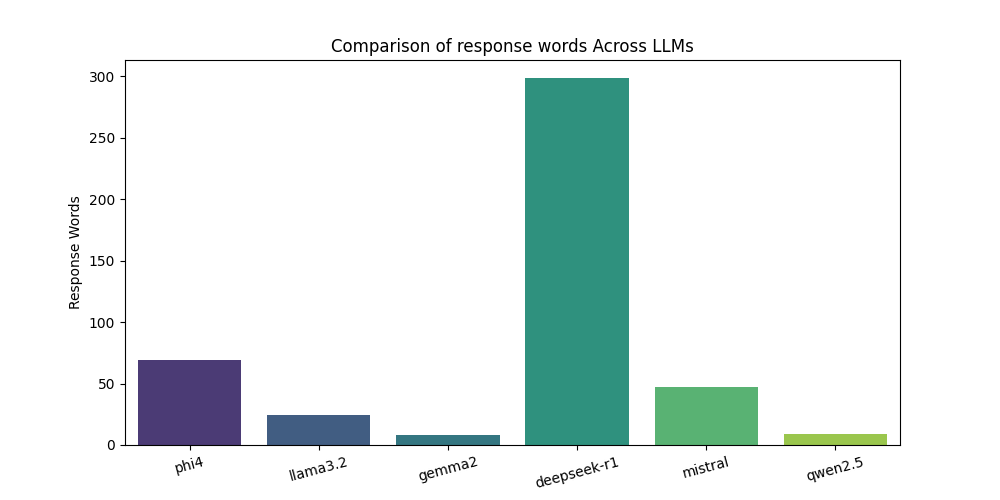 Comparison of response words Across LLMs
Response Words
300
250
200
150
100
50
0
phi4
llama3.2
gemma2
deepseek-r1
mistral
qwen2.5